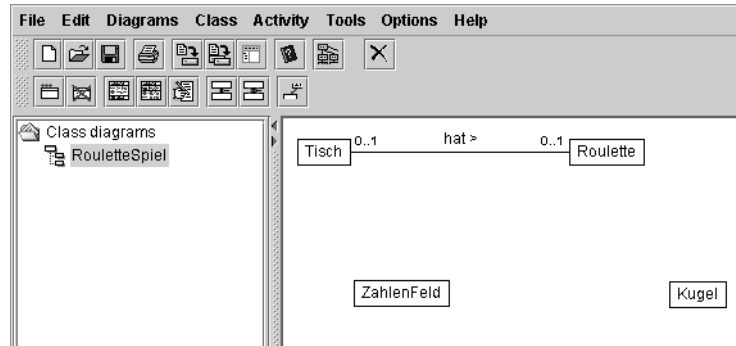 File Edit Diagrams Class Activity Tools Options Help
Class diagrams
RouletteSpiel
Tisch 0..1 hat > 0..1 Roulette
ZahlenFeld Kugel